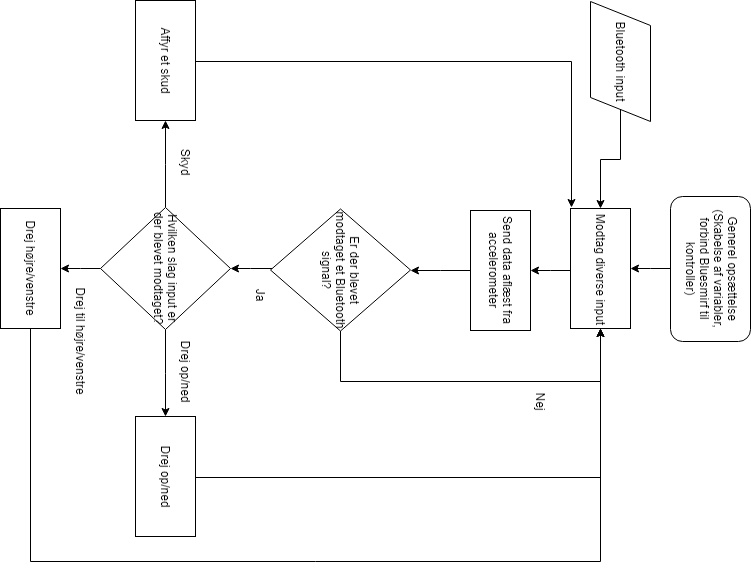 Generel opsættelse
(Skabelse af variabler,
forbind Bluesmirf til
kontroller)
Bluetooth input
Modtag diverse input
Send data aflæst fra
accelerometer
Er der blevet
modtaget et Bluetooth
signal?
Nej
Ja
Hvilken slag input er
der blevet modtaget?
Skyd
Affyr et skud
Drej op/ned
Drej op/ned
Drej til højre/venstre
Drej højre/venstre